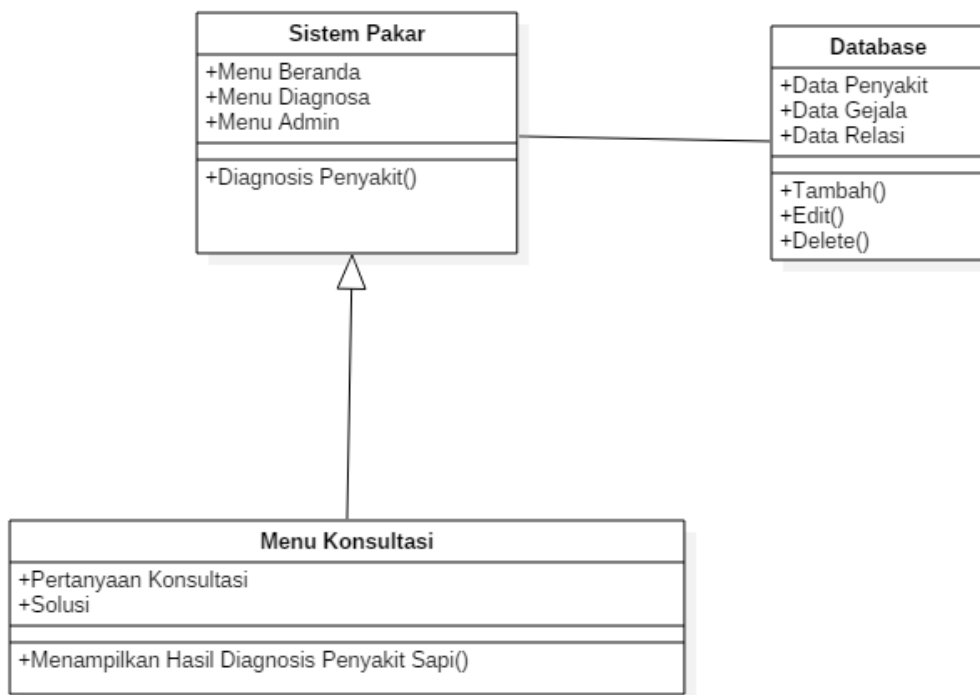 Sistem Pakar
+Menu Beranda
+Menu Diagnosa
+Menu Admin
+Diagnosis Penyakit()
Database
+Data Penyakit
+Data Gejala
+Data Relasi
+Tambah()
+Edit()
+Delete()
Menu Konsultasi
+Pertanyaan Konsultasi
+Solusi
+Menampilkan Hasil Diagnosis Penyakit Sapi()